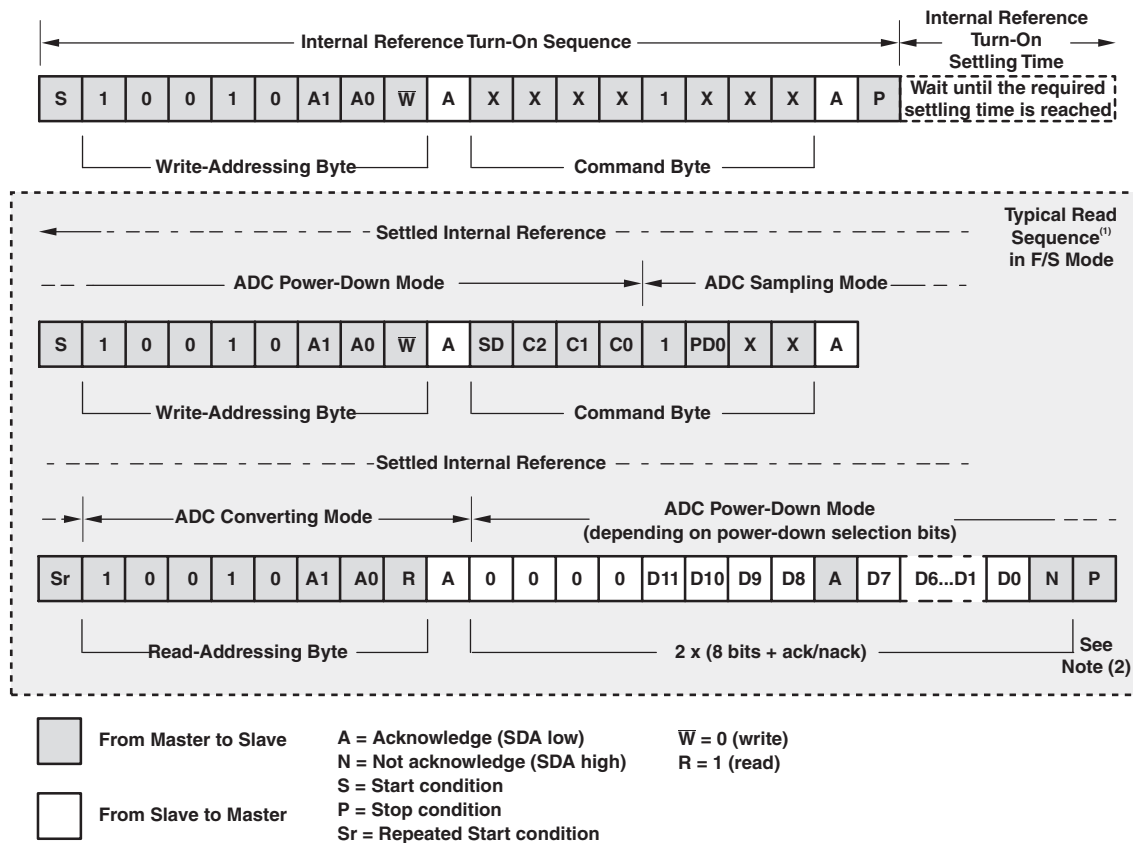 Internal Reference Turn-On Sequence
Internal Reference
Turn-On
Settling Time
S 1 0 0 1 0 A1 A0 W̅ A X X X X 1 X X X A P
Wait until the required
settling time is reached
Write-Addressing Byte
Command Byte
Typical Read
Sequence(1)
in F/S Mode
Settled Internal Reference
ADC Power-Down Mode
ADC Sampling Mode
S 1 0 0 1 0 A1 A0 W̅ A SD C2 C1 C0 1 PD0 X X A
Write-Addressing Byte
Command Byte
Settled Internal Reference
ADC Converting Mode
ADC Power-Down Mode
(depending on power-down selection bits)
Sr 1 0 0 1 0 A1 A0 R A 0 0 0 0 D11 D10 D9 D8 A D7 D6...D1 D0 N P
Read-Addressing Byte
2 x (8 bits + ack/nack)
See
Note (2)
From Master to Slave
From Slave to Master
A = Acknowledge (SDA low)
N = Not acknowledge (SDA high)
S = Start condition
P = Stop condition
Sr = Repeated Start condition
W̅ = 0 (write)
R = 1 (read)